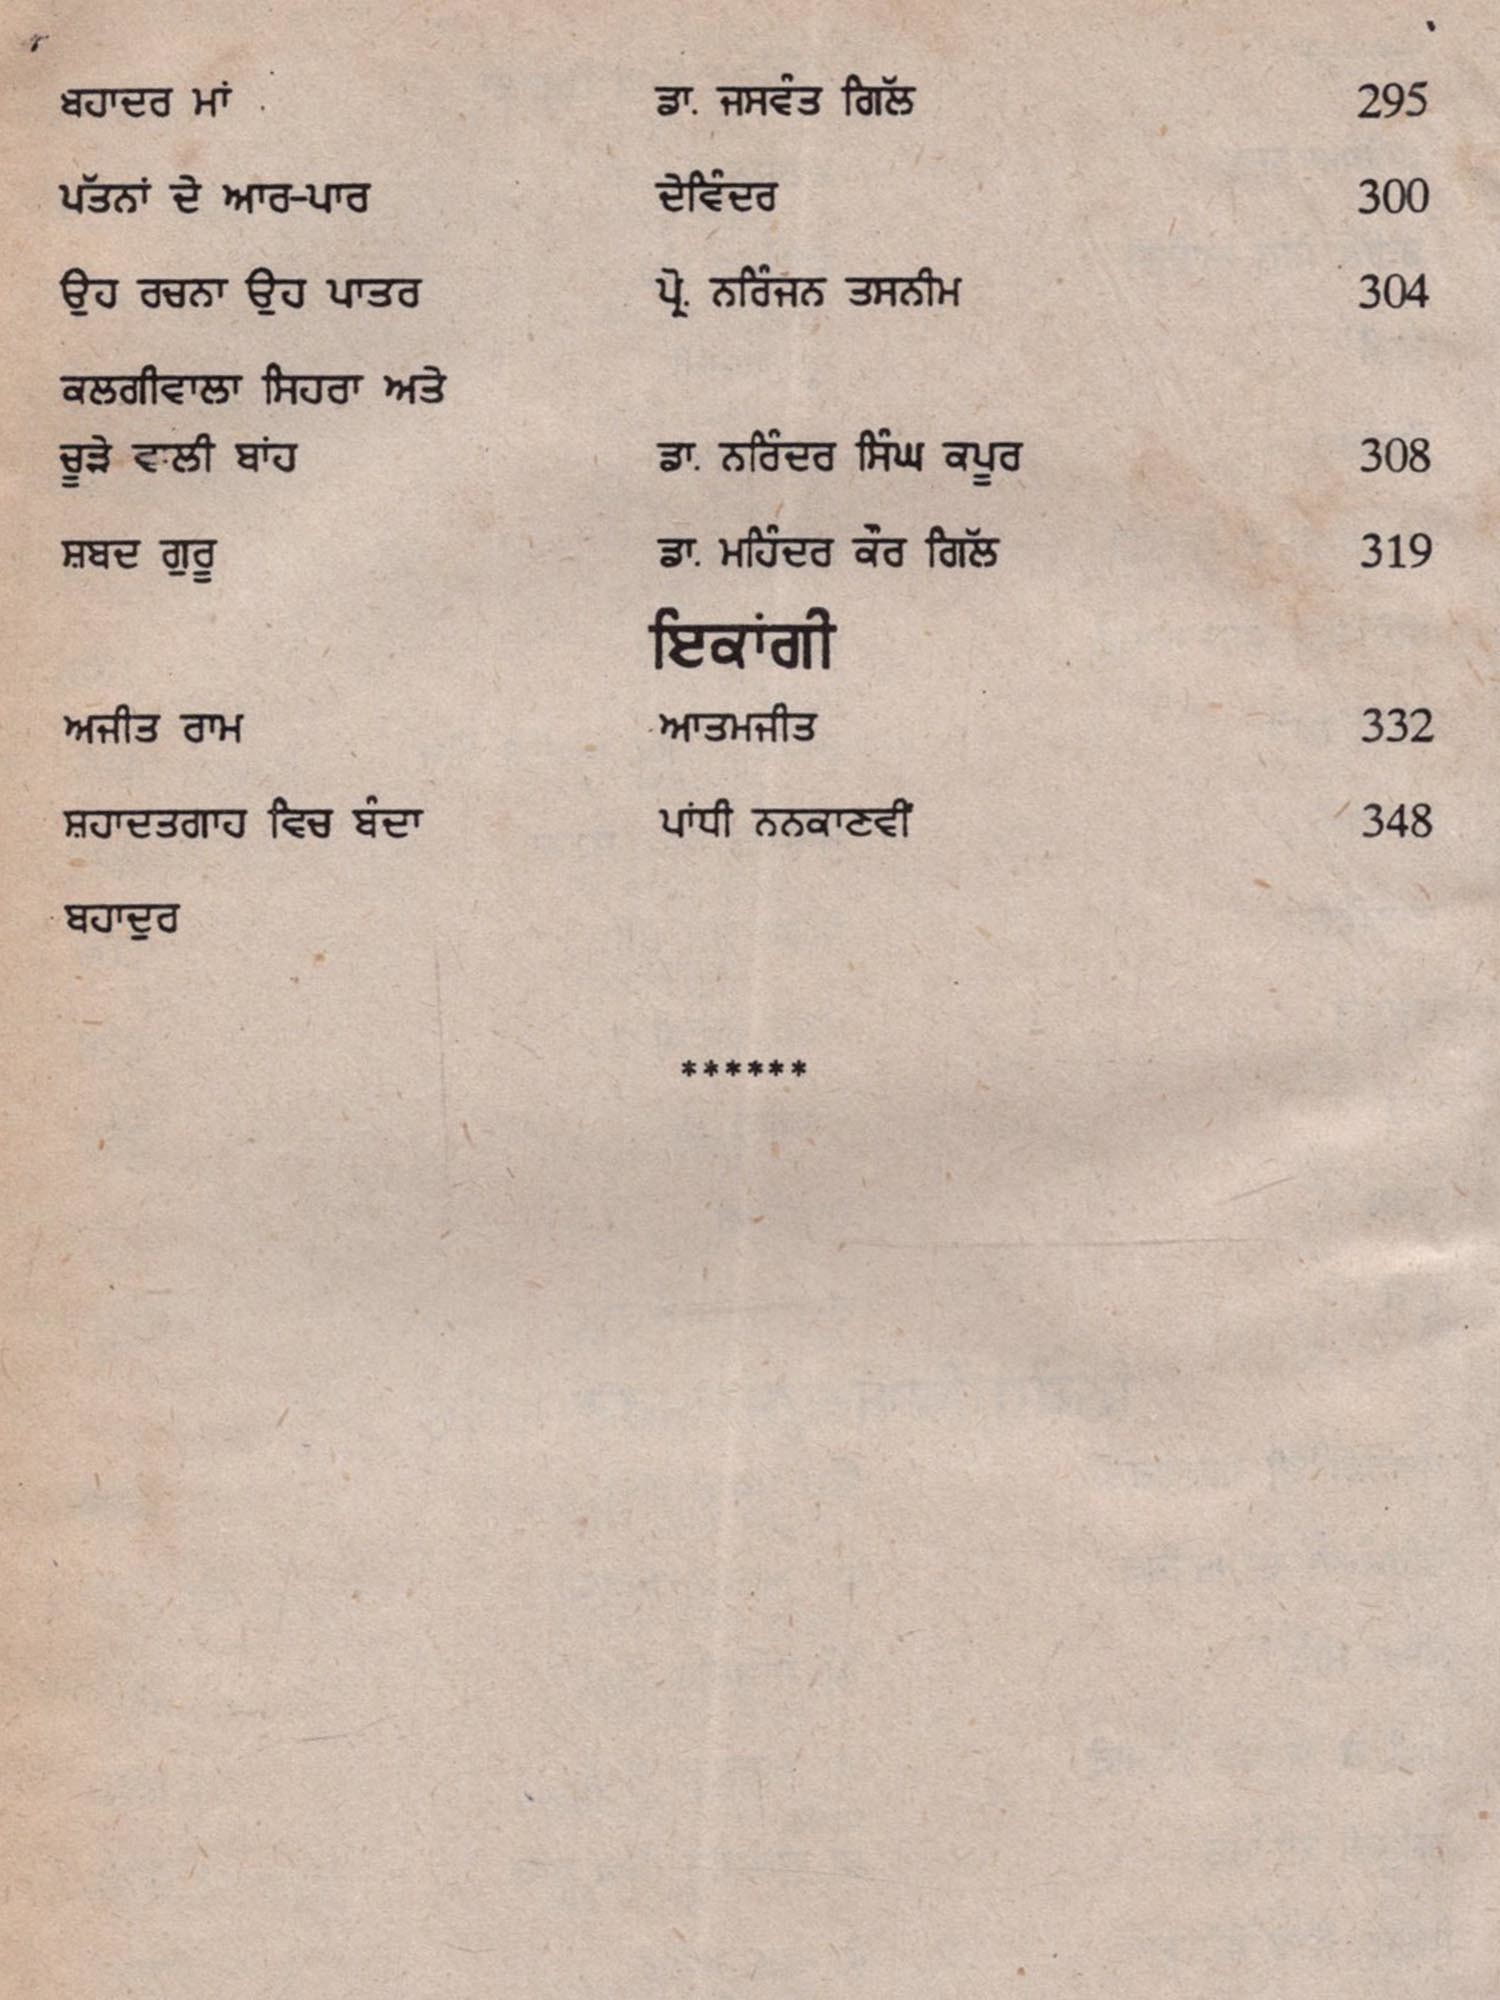 ਬਹਾਦਰ ਮਾਂ ਡਾ. ਜਸਵੰਤ ਗਿੱਲ 295
ਪੱਤਨਾਂ ਦੇ ਆਰ-ਪਾਰ ਦੇਵਿੰਦਰ 300
ਉਹ ਰਚਨਾ ਉਹ ਪਾਤਰ ਪ੍ਰੋ. ਨਰਿੰਜਨ ਤਸਨੀਮ 304
ਕਲਗੀਵਾਲਾ ਸਿਹਰਾ ਅਤੇ
ਚੂੜੇ ਵਾਲੀ ਬਾਂਹ ਡਾ. ਨਰਿੰਦਰ ਸਿੰਘ ਕਪੂਰ 308
ਸ਼ਬਦ ਗੁਰੂ ਡਾ. ਮਹਿੰਦਰ ਕੌਰ ਗਿੱਲ 319
ਇਕਾਂਗੀ
ਅਜੀਤ ਰਾਮ ਆਤਮਜੀਤ 332
ਸ਼ਹਾਦਤਗਾਹ ਵਿਚ ਬੰਦਾ ਪਾਂਧੀ ਨਨਕਾਣਵੀਂ 348
ਬਹਾਦੁਰ
******